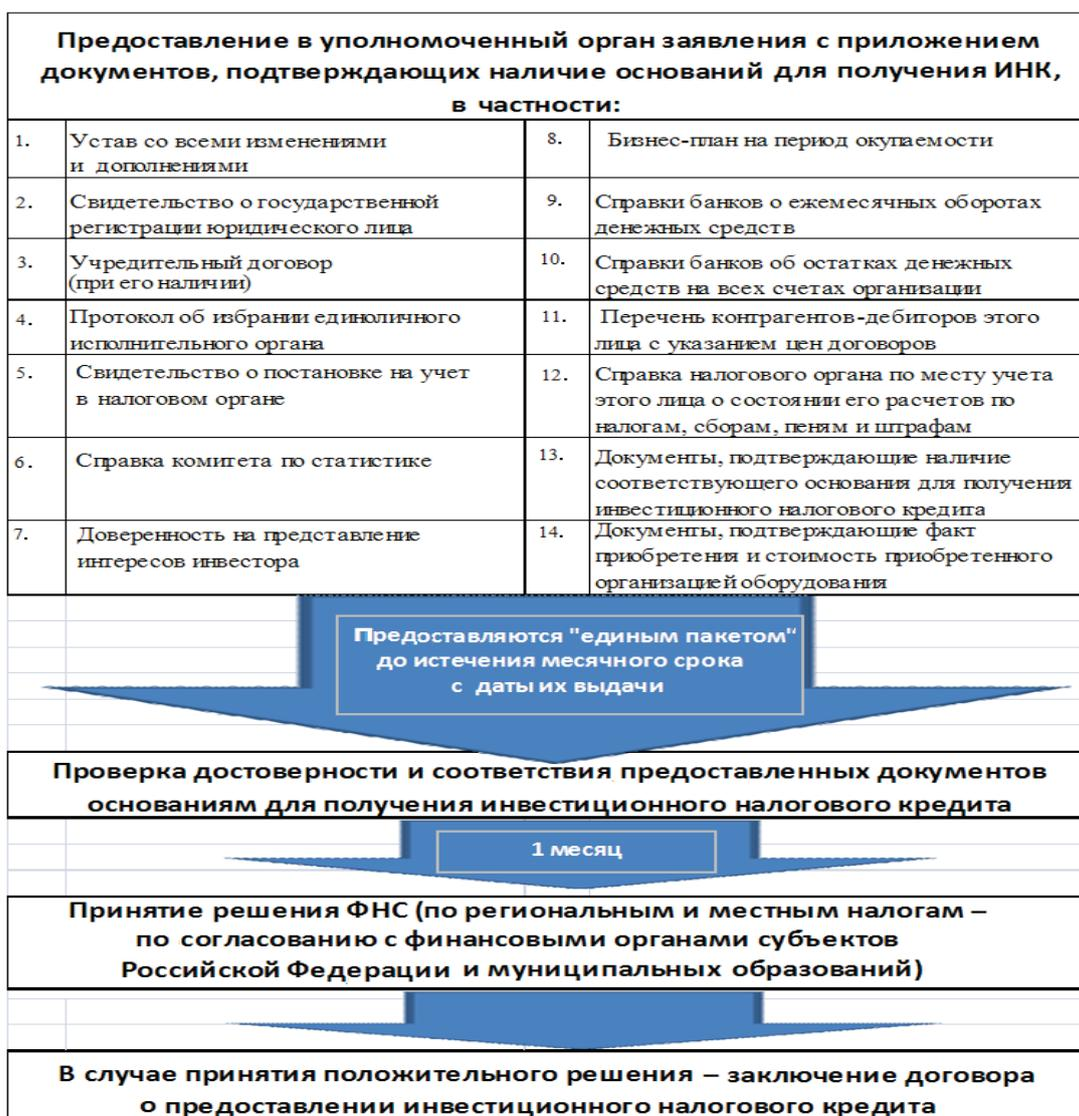 Предоставление в уполномоченный орган заявления с приложением
документов, подтверждающих наличие оснований для получения ИНК,
в частности:
1. Устав со всеми изменениями
и дополнениями
2. Свидетельство о государственной
регистрации юридического лица
3. Учредительный договор
(при его наличии)
4. Протокол об избрании единоличного
исполнительного органа
5. Свидетельство о постановке на учет
в налоговом органе
6. Справка комитета по статистике
7. Доверенность на представление
интересов инвестора
8. Бизнес-план на период окупаемости
9. Справки банков о ежемесячных оборотах
денежных средств
10. Справки банков об остатках денежных
средств на всех счетах организации
11. Перечень контрагентов-дебиторов этого
лица с указанием цен договоров
12. Справка налогового органа по месту учета
этого лица о состоянии его расчетов по
налогам, сборам, пеням и штрафам
13. Документы, подтверждающие наличие
соответствующего основания для получения
инвестиционного налогового кредита
14. Документы, подтверждающие факт
приобретения и стоимость приобретенного
организацией оборудования
Предоставляются "единым пакетом"
до истечения месячного срока
с даты их выдачи
Проверка достоверности и соответствия предоставленных документов
основаниям для получения инвестиционного налогового кредита
1 месяц
Принятие решения ФНС (по региональным и местным налогам –
по согласованию с финансовыми органами субъектов
Российской Федерации и муниципальных образований)
В случае принятия положительного решения – заключение договора
о предоставлении инвестиционного налогового кредита